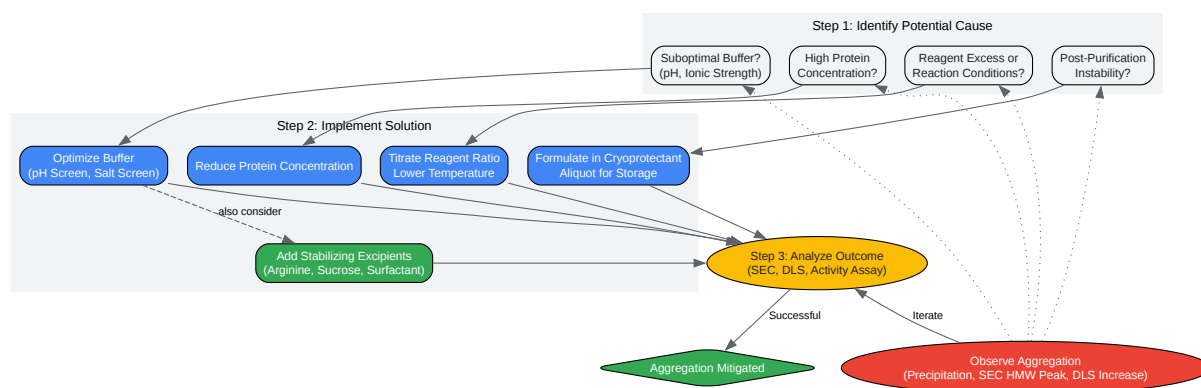 Step 1: Identify Potential Cause
Suboptimal Buffer?
(pH, Ionic Strength)
High Protein
Concentration?
Reagent Excess or
Reaction Conditions?
Post-Purification
Instability?
Step 2: Implement Solution
Optimize Buffer
(pH Screen, Salt Screen)
Reduce Protein Concentration
Titrate Reagent Ratio
Lower Temperature
Formulate in Cryoprotectant
Aliquot for Storage
also consider
Add Stabilizing Excipients
(Arginine, Sucrose, Surfactant)
Step 3: Analyze Outcome
(SEC, DLS, Activity Assay)
Successful
Iterate
Aggregation Mitigated
Observe Aggregation
(Precipitation, SEC HMW Peak, DLS Increase)